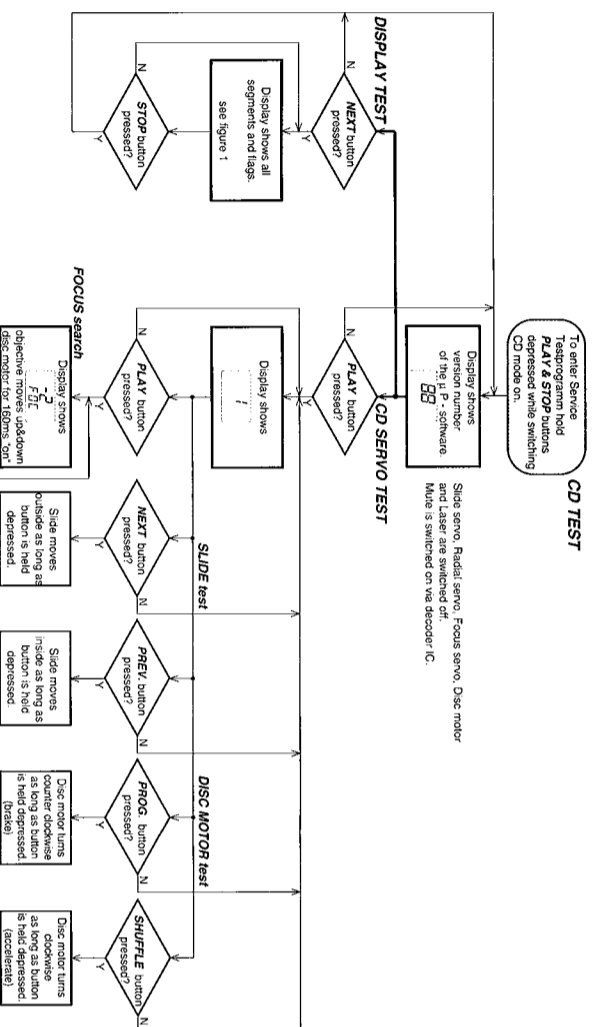 CD TEST
To enter Service
Testprogramm hold
PLAY & STOP buttons
depressed while switching
CD mode on.
Display shows
version number
of the µ P - software.
88
Slide servo, Radial servo, Focus servo, Disc motor
and Laser are switched off.
Mute is switched on via decoder IC.
DISPLAY TEST
NEXT button
pressed?
N
Y
Display shows all
segments and flags.
see figure 1
STOP button
pressed?
N
Y
CD SERVO TEST
PLAY button
pressed?
N
Y
Display shows
1
PLAY button
pressed?
N
Y
FOCUS search
Display shows
-2
FOC
objective moves up&down
disc motor for 160ms "on"
SLIDE test
NEXT button
pressed?
N
Y
Slide moves
outside as long as
button is held
depressed.
PREV. button
pressed?
N
Y
Slide moves
inside as long as
button is held
depressed.
DISC MOTOR test
PROG. button
pressed?
N
Y
Disc motor turns
counter clockwise
as long as button
is held depressed.
(brake)
SHUFFLE button
pressed?
N
Y
Disc motor turns
clockwise
as long as button
is held depressed.
(accelerate)